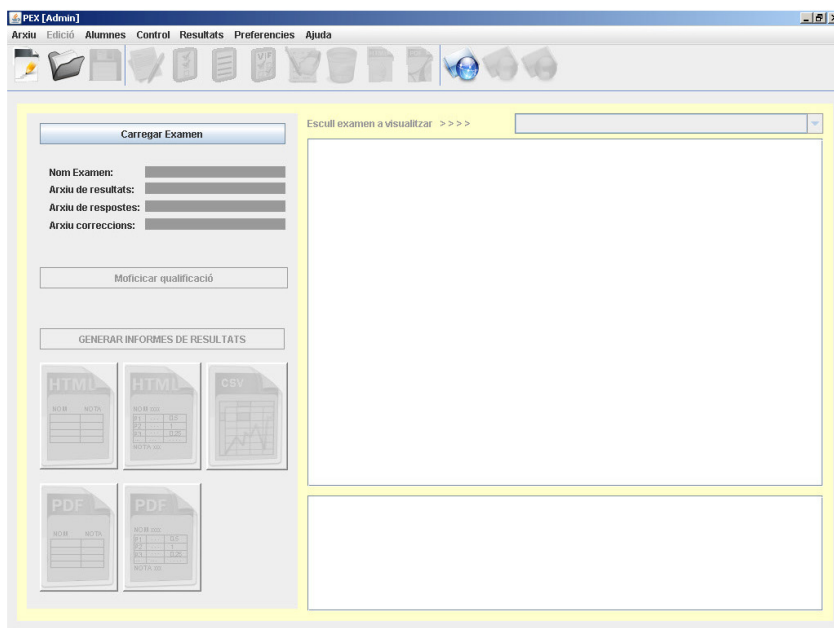 PEX [Admin]
Arxiu Edició Alumnes Control Resultats Preferencies Ajuda
VIF
Carregar Examen
Escull examen a visualitzar >>>>
Nom Examen:
Arxiu de resultats:
Arxiu de respostes:
Arxiu correccions:
Moficicar qualificació
GENERAR INFORMES DE RESULTATS
HTML HTML CSV
NOM NOTA
NOM
NOTA
PDF PDF
NOM NOTA
NOM
NOTA